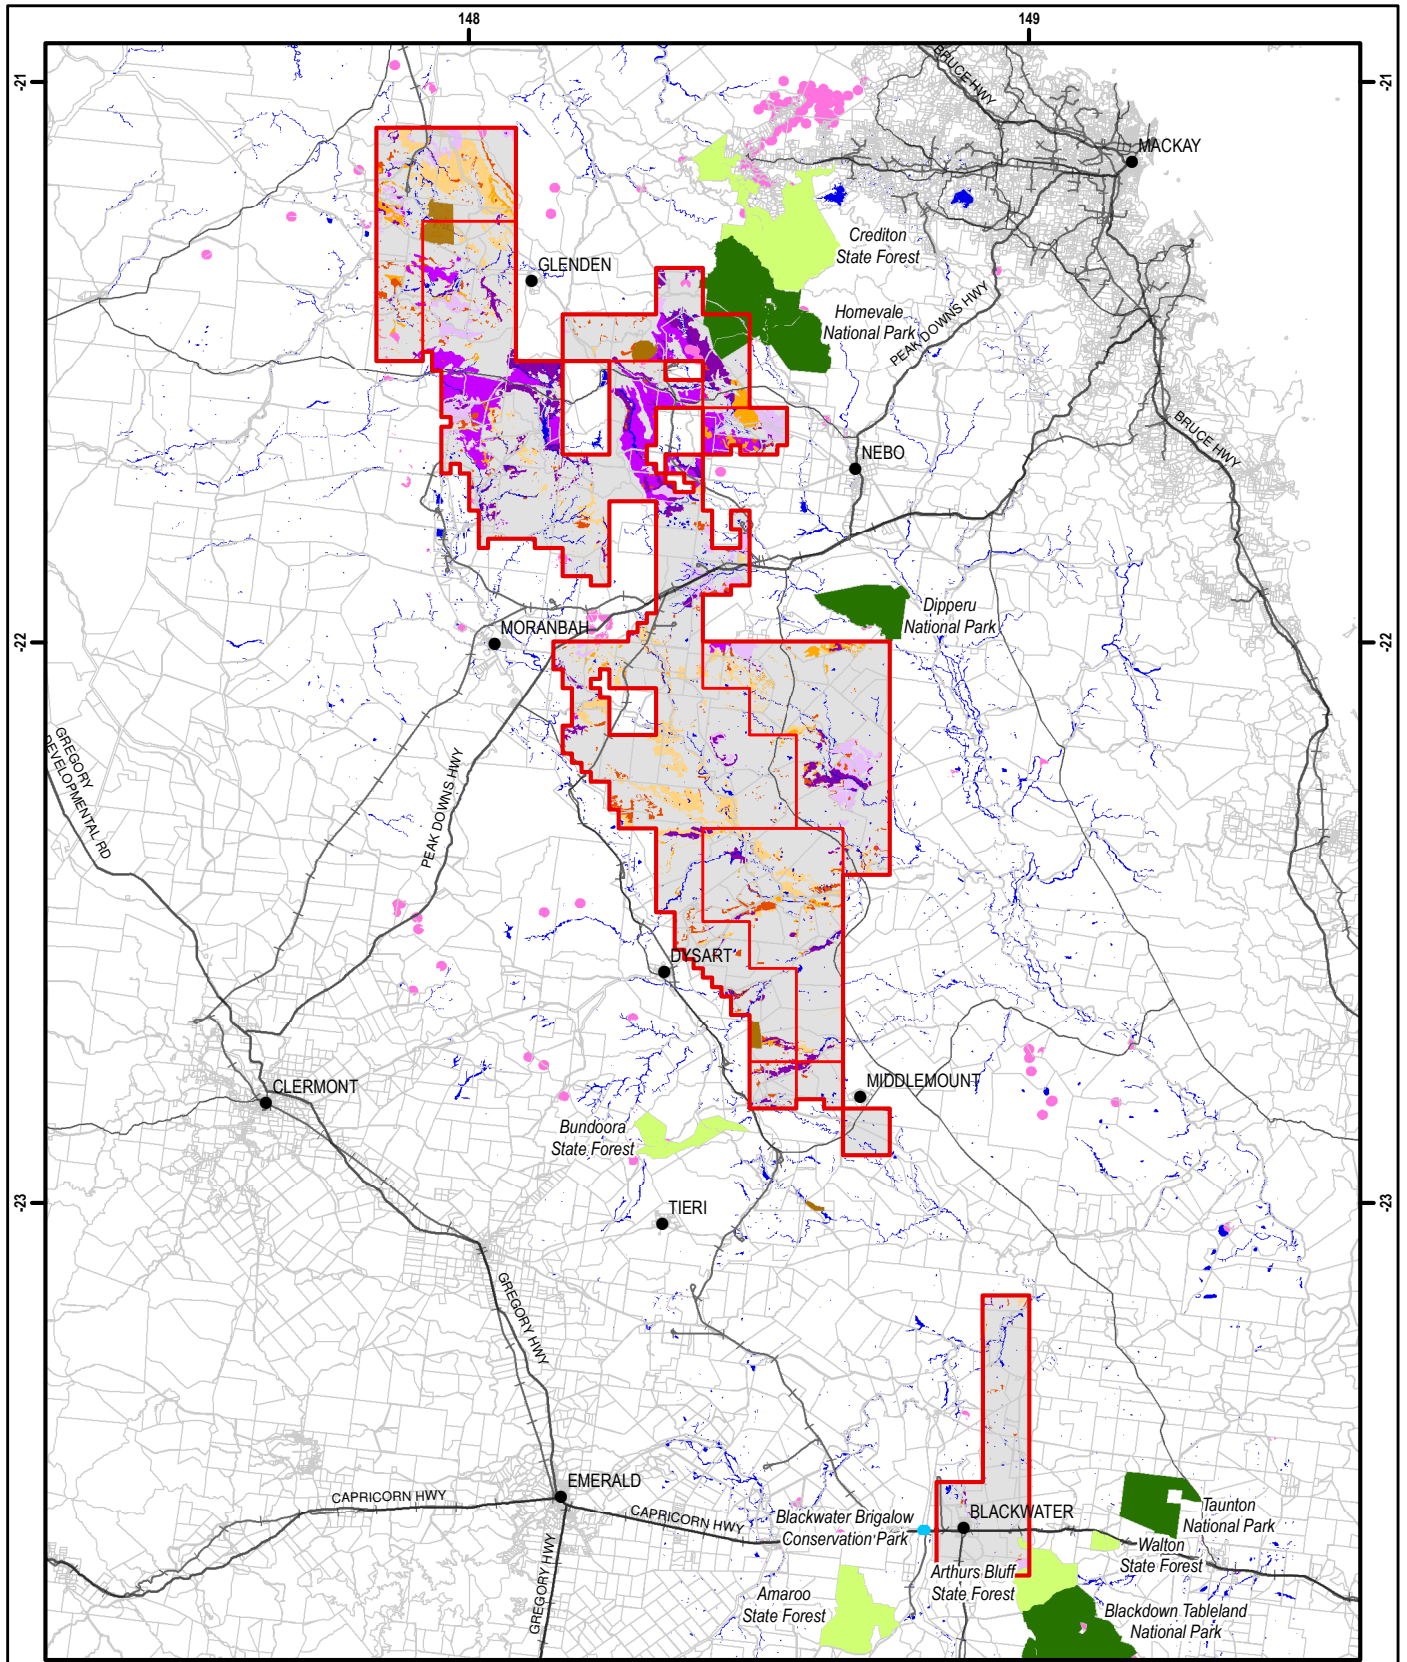 148
149
-21
-21
BRUCE HWY
MACKAY
Crediton
State Forest
GLENDEN
Homevale
National Park
PEAK DOWNS HWY
BRUCE HWY
NEBO
Dipperu
National Park
MORANBAH
-22
-22
GREGORY
DEVELOPMENTAL RD
PEAK DOWNS HWY
DYSART
CLERMONT
MIDDLEMOUNT
Bundoora
State Forest
-23
-23
TIERI
GREGORY HWY
EMERALD
CAPRICORN HWY
CAPRICORN HWY
Blackwater Brigalow
Conservation Park
BLACKWATER
Taunton
National Park
Walton
State Forest
GREGORY HWY
Arthurs Bluff
State Forest
Amaroo
State Forest
Blackdown Tableland
National Park